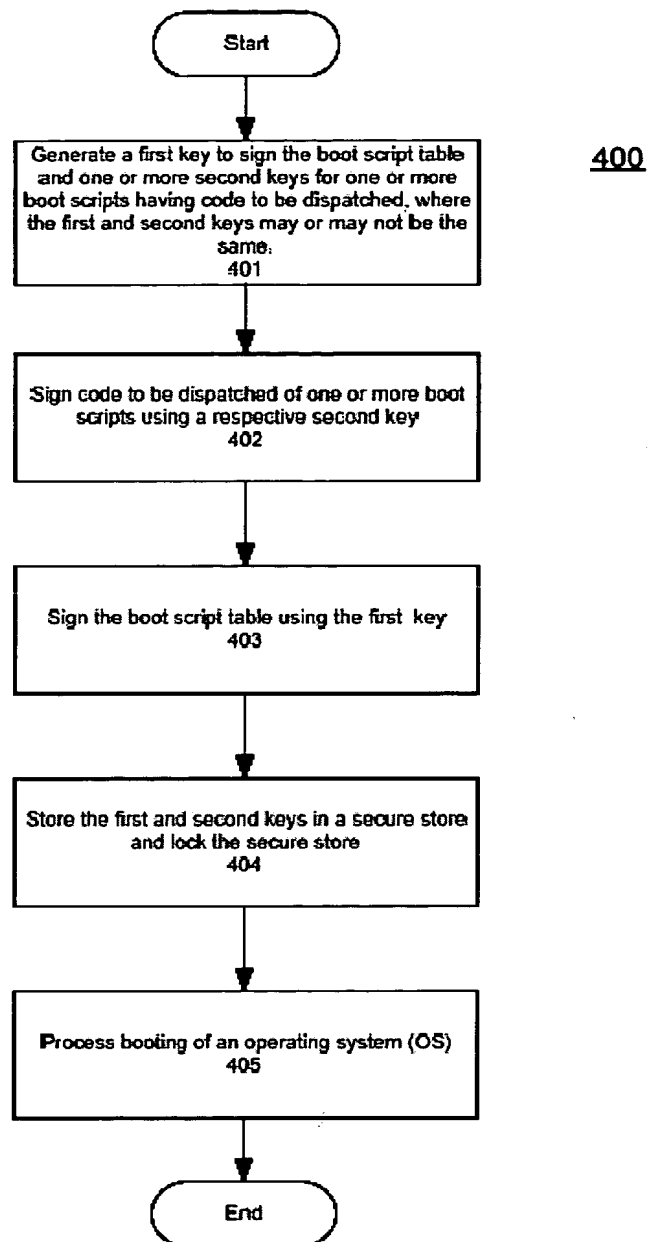 Start
400
Generate a first key to sign the boot script table
and one or more second keys for one or more
boot scripts having code to be dispatched, where
the first and second keys may or may not be the
same.
401
Sign code to be dispatched of one or more boot
scripts using a respective second key
402
Sign the boot script table using the first key
403
Store the first and second keys in a secure store
and lock the secure store
404
Process booting of an operating system (OS)
405
End